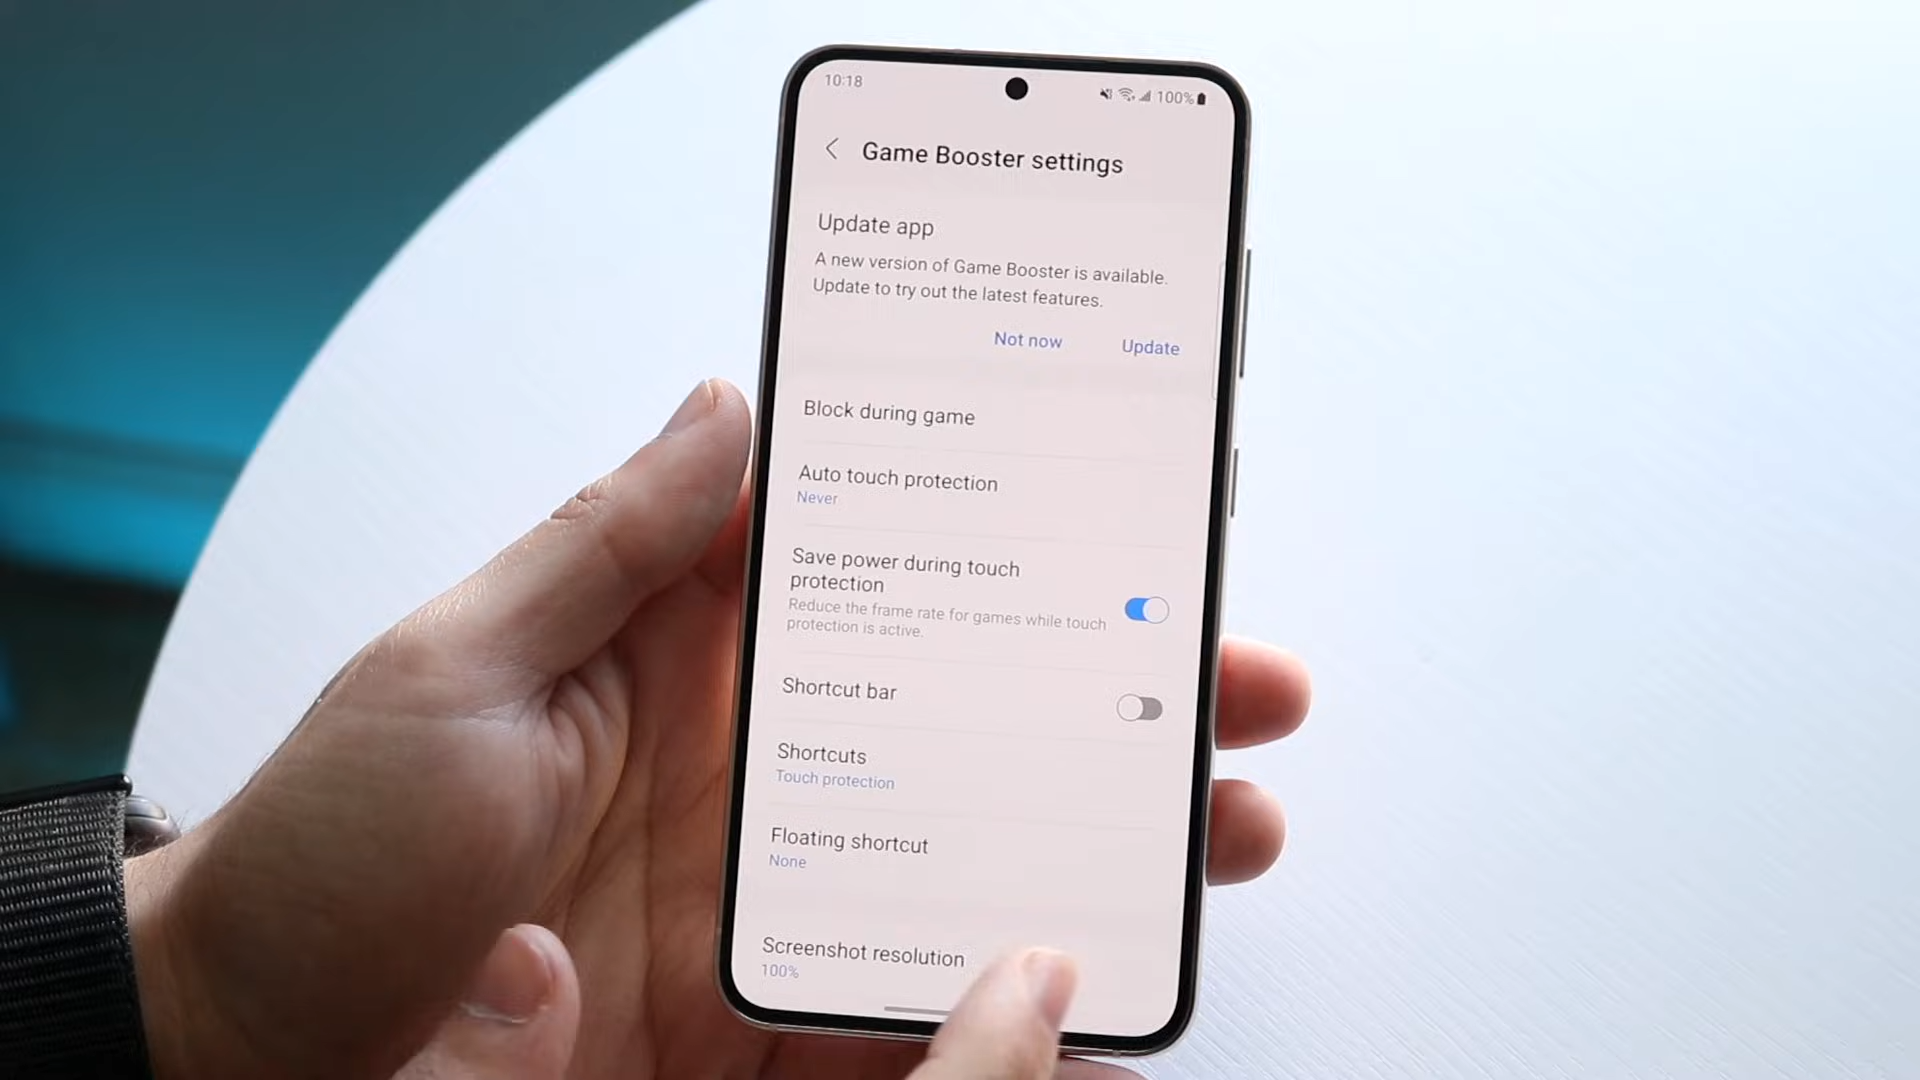 10:18
100%
Game Booster settings
Update app
A new version of Game Booster is available.
Update to try out the latest features.
Not now
Update
Block during game
Auto touch protection
Never
Save power during touch
protection
Reduce the frame rate for games while touch
protection is active.
Shortcut bar
Shortcuts
Touch protection
Floating shortcut
None
Screenshot resolution
100%